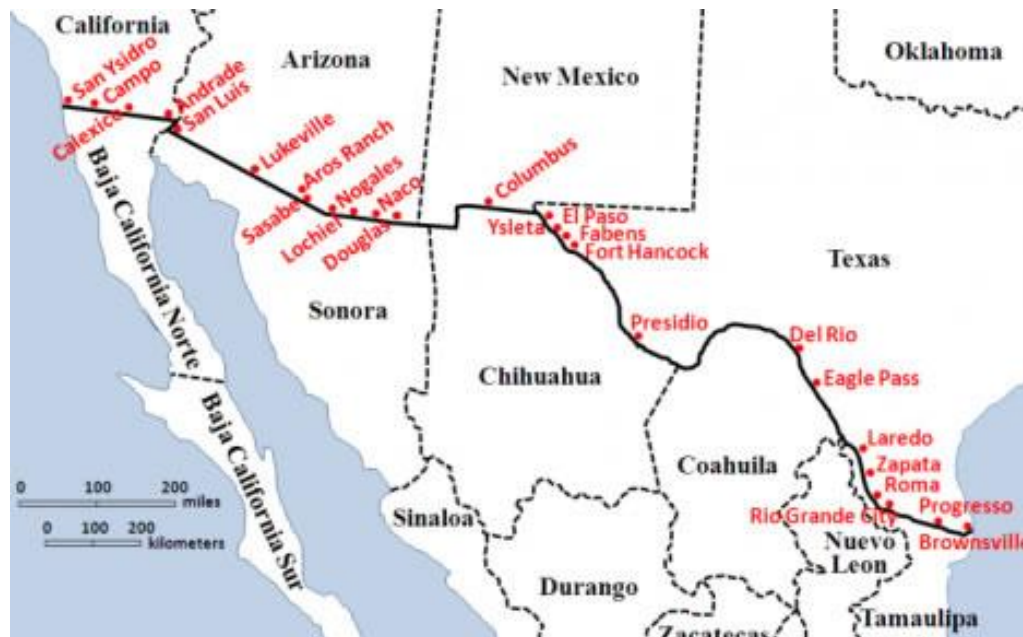 California
Arizona
New Mexico
Oklahoma
San Ysidro
Campo
Calexico
Andrade
San Luis
Lukeville
Aros Ranch
Sasabe
Nogales
Lochiel
Naco
Douglas
Columbus
El Paso
Ysleta
Fabens
Fort Hancock
Texas
Baja California Norte
Sonora
Chihuahua
Presidio
Del Rio
Eagle Pass
Coahuila
Laredo
Zapata
Roma
Rio Grande City
Progresso
Brownsville
Baja California Sur
0 100 200
miles
0 100 200
kilometers
Sinaloa
Durango
Nuevo
Leon
Zacatecas
Tamaulipa